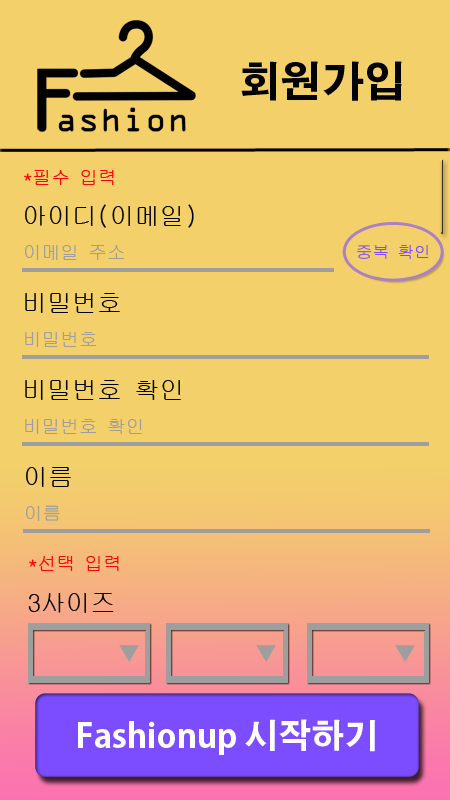 Fashion
회원가입
*필수 입력
아이디(이메일)
이메일 주소
중복 확인
비밀번호
비밀번호
비밀번호 확인
비밀번호 확인
이름
이름
*선택 입력
3사이즈
Fashionup 시작하기